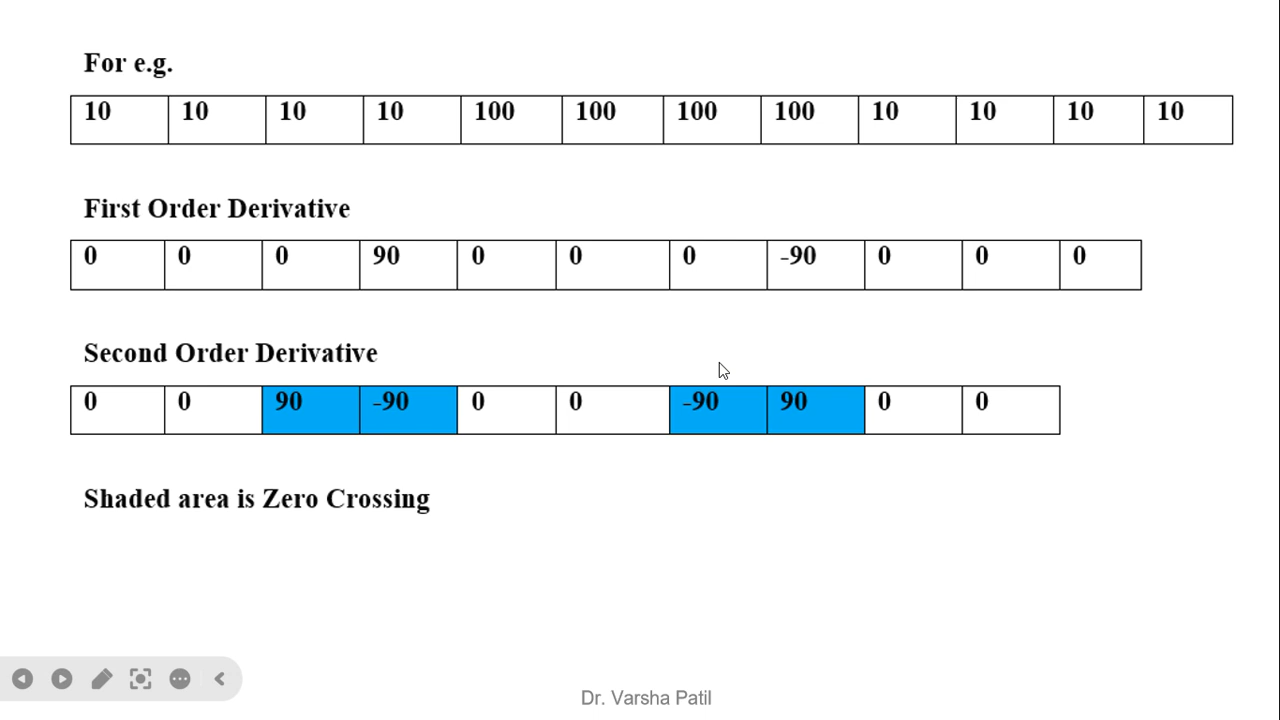 For e.g.
10 10 10 10 100 100 100 100 10 10 10 10
First Order Derivative
0 0 0 90 0 0 0 -90 0 0 0
Second Order Derivative
0 0 90 -90 0 0 -90 90 0 0
Shaded area is Zero Crossing
Dr. Varsha Patil